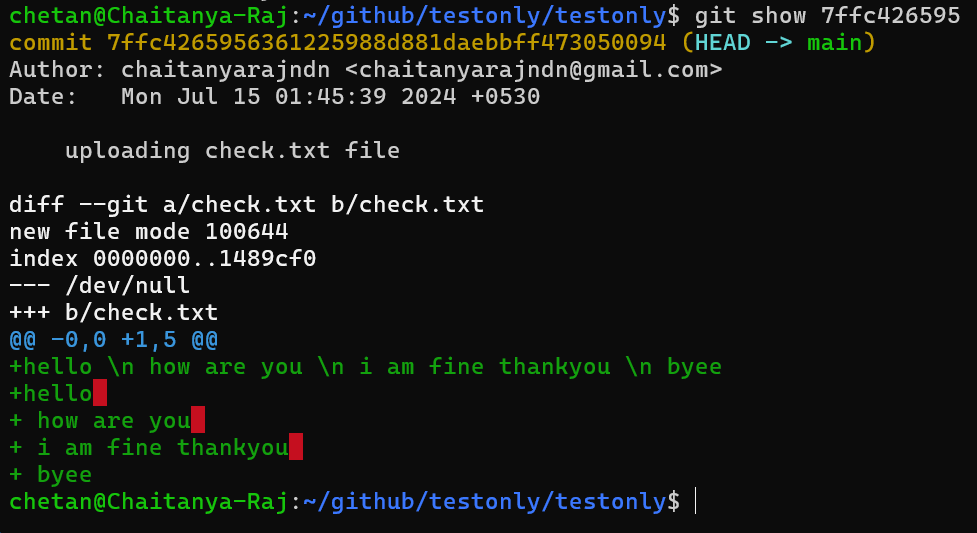 chetan@Chaitanya-Raj:~/github/testonly/testonly$ git show 7ffc426595
commit 7ffc4265956361225988d881daebbff473050094 (HEAD -> main)
Author: chaitanyarajndn <chaitanyarajndn@gmail.com>
Date:   Mon Jul 15 01:45:39 2024 +0530

    uploading check.txt file

diff --git a/check.txt b/check.txt
new file mode 100644
index 0000000..1489cf0
--- /dev/null
+++ b/check.txt
@@ -0,0 +1,5 @@
+hello \n how are you \n i am fine thankyou \n byee
+hello
+ how are you
+ i am fine thankyou
+ byee
chetan@Chaitanya-Raj:~/github/testonly/testonly$